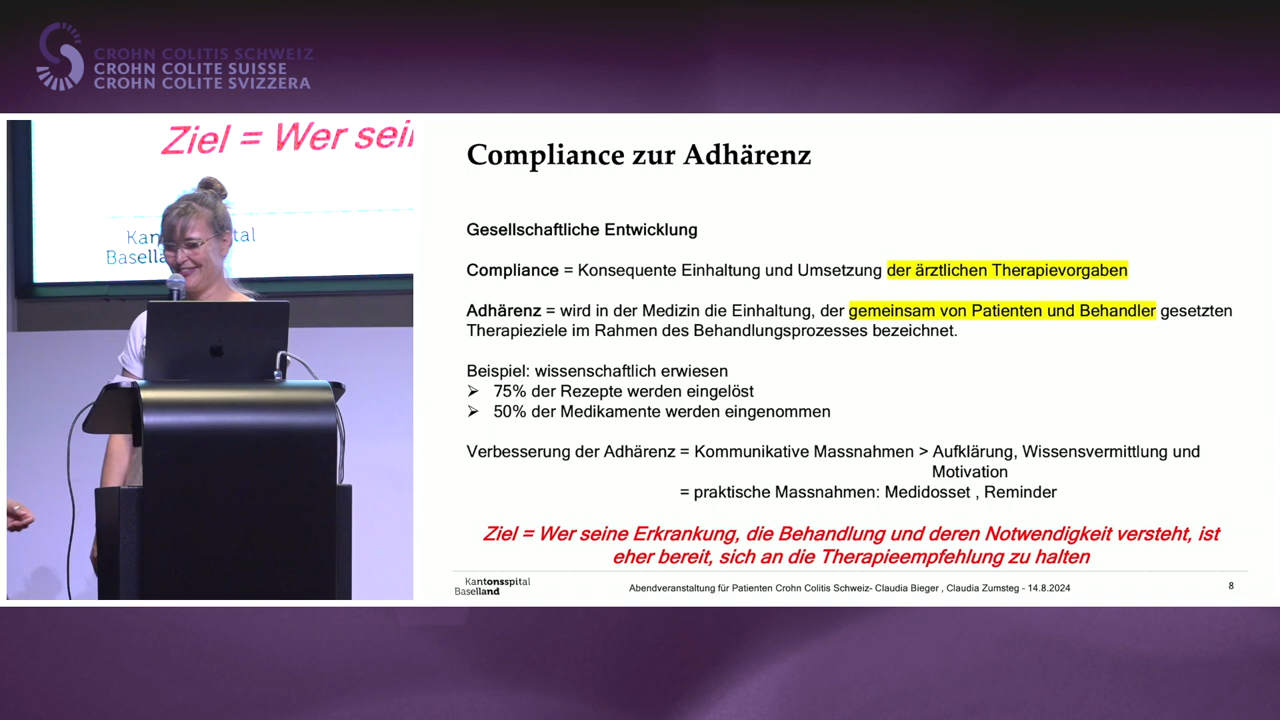 CROHN COLITIS SCHWEIZ
CROHN COLITE SUISSE
CROHN COLITE SVIZZERA
Ziel = Wer sein
Kan tal
Basella
Compliance zur Adhärenz
Gesellschaftliche Entwicklung
Compliance = Konsequente Einhaltung und Umsetzung der ärztlichen Therapievorgaben
Adhärenz = wird in der Medizin die Einhaltung, der gemeinsam von Patienten und Behandler gesetzten
Therapieziele im Rahmen des Behandlungsprozesses bezeichnet.
Beispiel: wissenschaftlich erwiesen
➢ 75% der Rezepte werden eingelöst
➢ 50% der Medikamente werden eingenommen
Verbesserung der Adhärenz = Kommunikative Massnahmen > Aufklärung, Wissensvermittlung und
Motivation
= praktische Massnahmen: Medidosset , Reminder
Ziel = Wer seine Erkrankung, die Behandlung und deren Notwendigkeit versteht, ist
eher bereit, sich an die Therapieempfehlung zu halten
Kantonsspital
Baselland
Abendveranstaltung für Patienten Crohn Colitis Schweiz- Claudia Bieger , Claudia Zumsteg - 14.8.2024
8